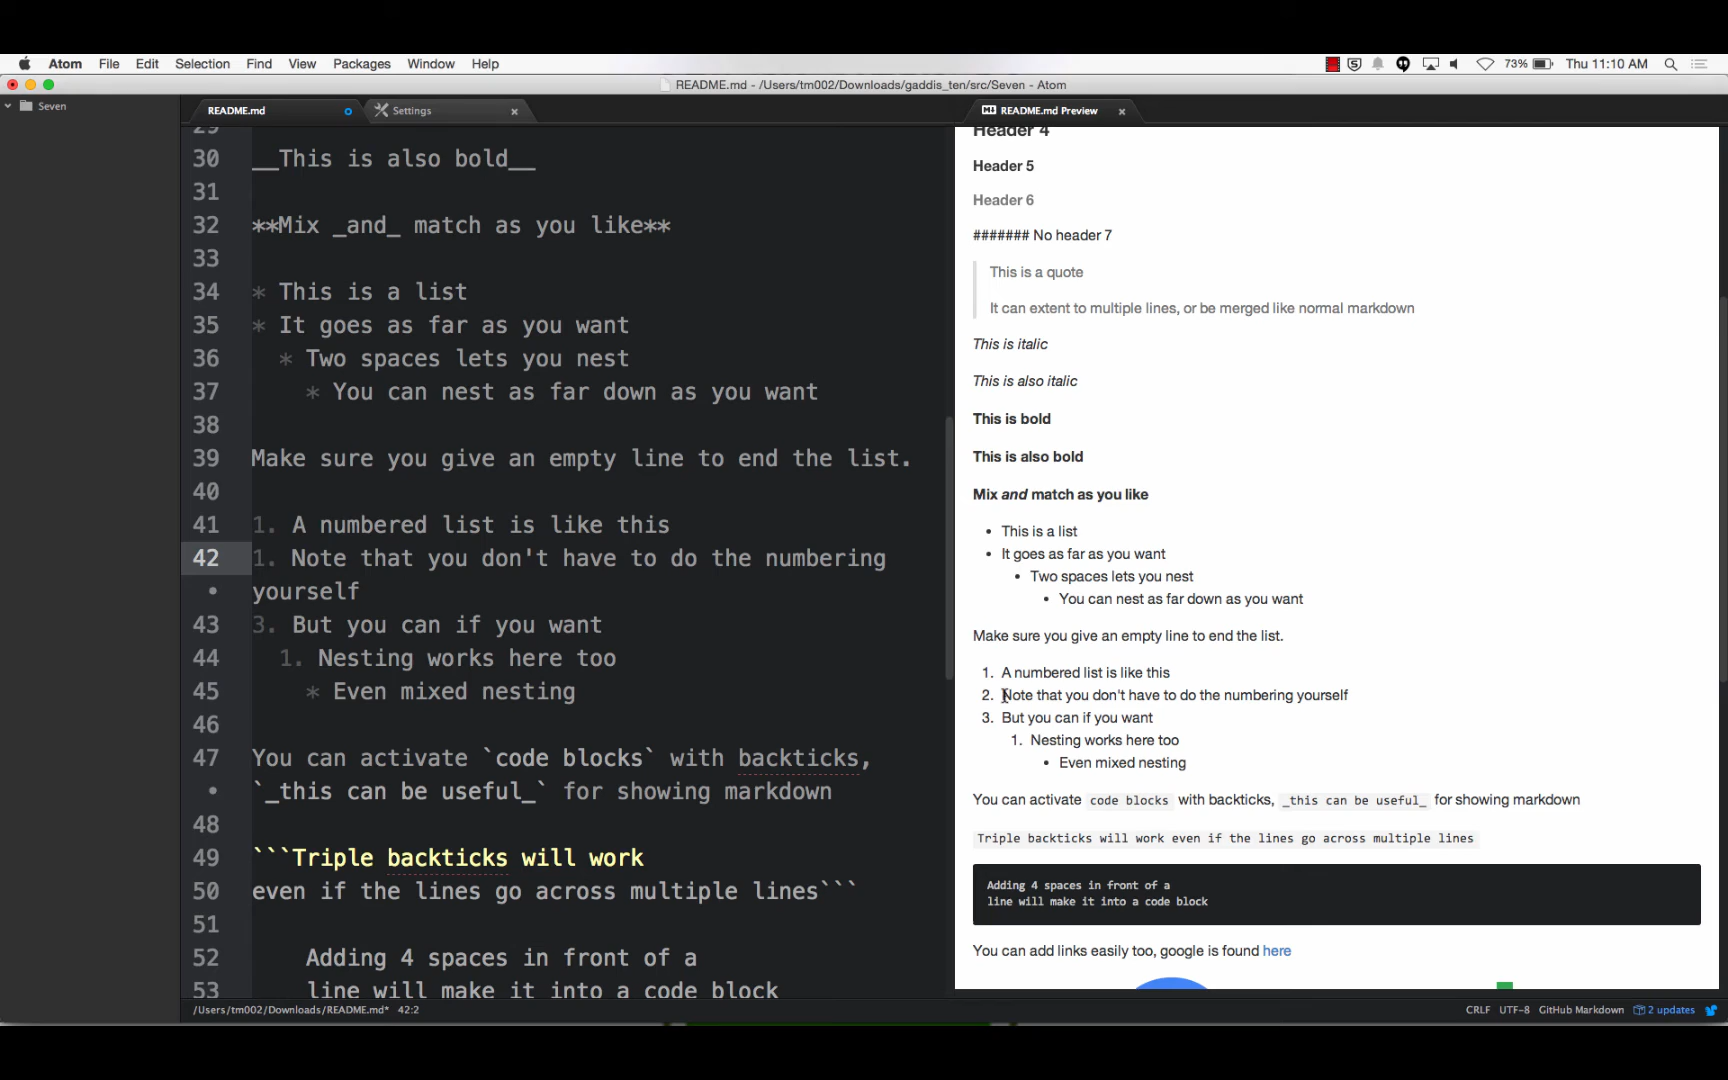 Atom File Edit View Selection Find Packages Window Help
73% Thu 11:10 AM
README.md - /Users/tm002/Downloads/gaddis_ten/src/Seven - Atom
Seven
README.md
Settings
README.md Preview
29
30 __This is also bold__
31
32 **Mix _and_ match as you like**
33
34 * This is a list
35 * It goes as far as you want
36 * Two spaces lets you nest
37 * You can nest as far down as you want
38
39 Make sure you give an empty line to end the list.
40
41 1. A numbered list is like this
42 1. Note that you don't have to do the numbering
• yourself
43 3. But you can if you want
44 1. Nesting works here too
45 * Even mixed nesting
46
47 You can activate `code blocks` with backticks,
• `_this can be useful_` for showing markdown
48
49 ```Triple backticks will work
50 even if the lines go across multiple lines```
51
52 Adding 4 spaces in front of a
53 line will make it into a code block
Header 4
Header 5
Header 6
####### No header 7
This is a quote
It can extent to multiple lines, or be merged like normal markdown
This is italic
This is also italic
This is bold
This is also bold
Mix and match as you like
• This is a list
• It goes as far as you want
• Two spaces lets you nest
• You can nest as far down as you want
Make sure you give an empty line to end the list.
1. A numbered list is like this
2. Note that you don't have to do the numbering yourself
3. But you can if you want
1. Nesting works here too
• Even mixed nesting
You can activate code blocks with backticks, _this can be useful_ for showing markdown
Triple backticks will work even if the lines go across multiple lines
Adding 4 spaces in front of a
line will make it into a code block
You can add links easily too, google is found here
/Users/tm002/Downloads/README.md* 42:2
CRLF UTF-8 GitHub Markdown 2 updates